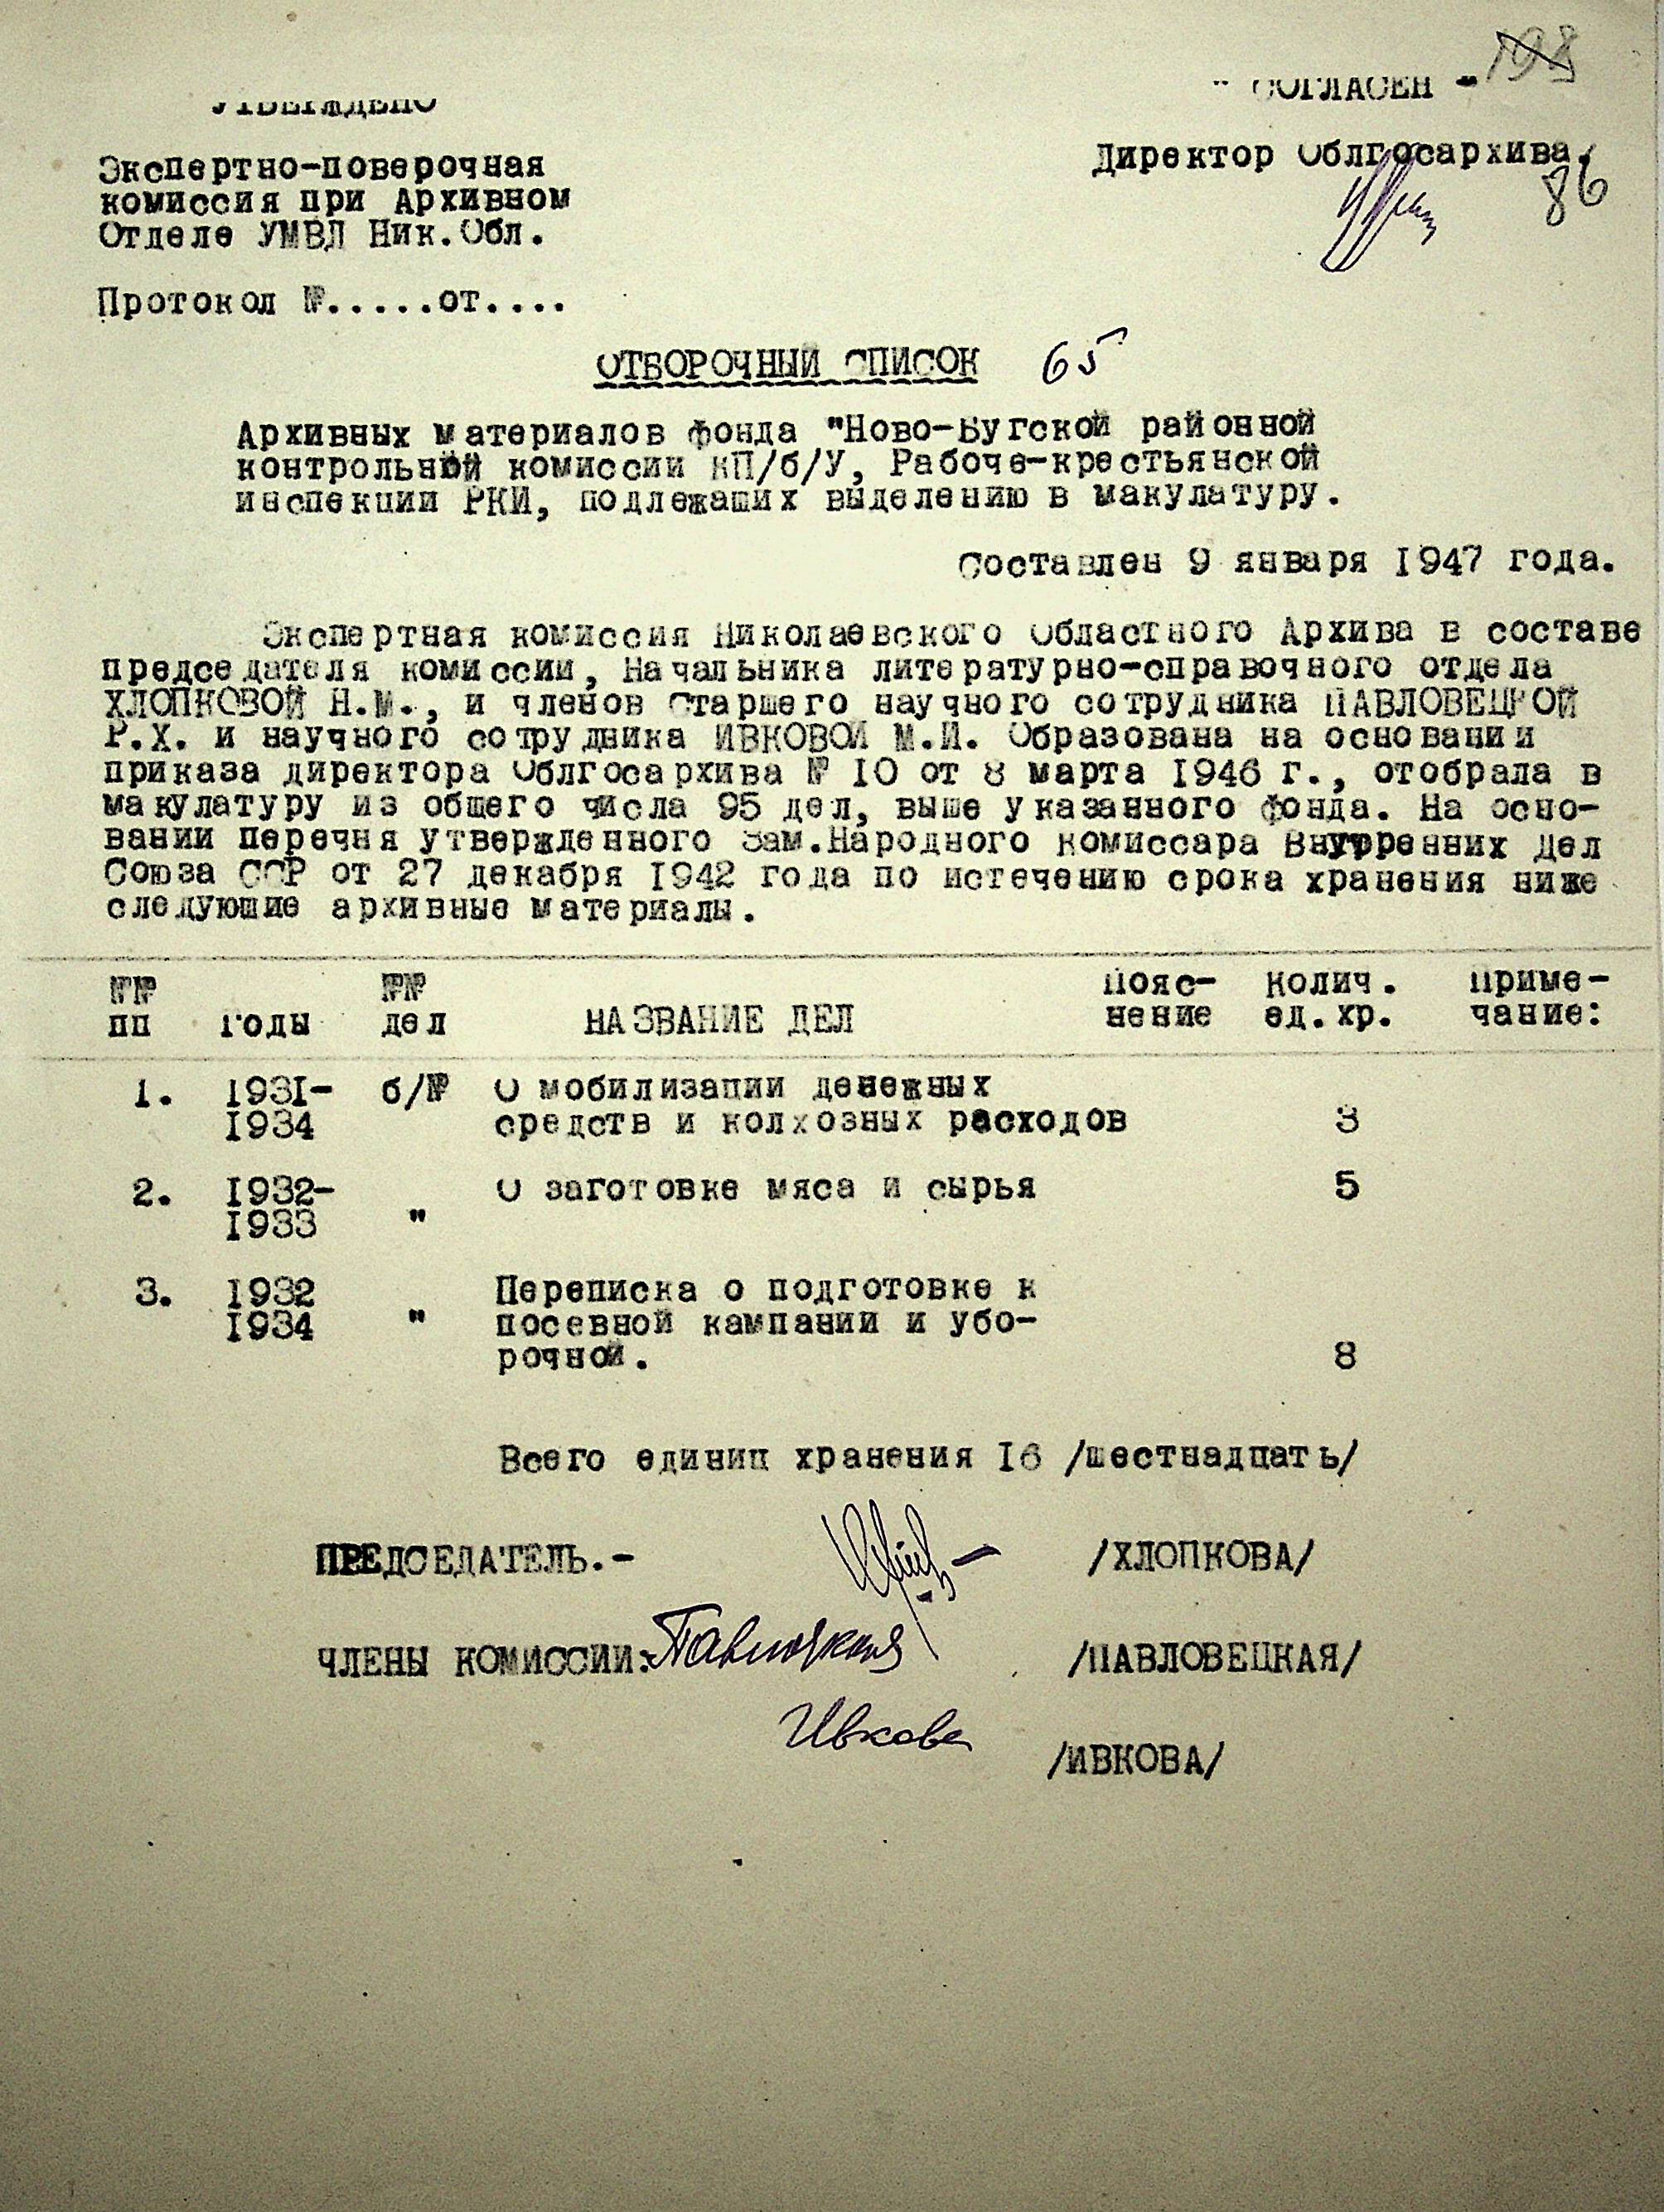 УТВЕРЖДЕНО
" СОГЛАСЕН - 198
Экспертно-поверочная
комиссия при Архивном
Отделе УМВД Ник.Обл.
Директор Облгосархива.
86
Протокол №.....от....
ОТБОРОЧНЫЙ СПИСОК 65
Архивных материалов фонда "Ново-Бугской районной
контрольной комиссии КП/б/У, Рабоче-крестьянской
инспекции РКИ, подлежащих выделению в макулатуру.
Составлен 9 января 1947 года.
Экспертная комиссия Николаевского Областного Архива в составе
председателя комиссии, Начальника литературно-справочного отдела
ХЛОПКОВОЙ Н.М., и членов Старшего научного сотрудника ПАВЛОВЕЦКОЙ
Р.Х. и научного сотрудника ИВКОВОЙ М.И. Образована на основании
приказа директора Облгосархива № 10 от 8 марта 1946 г., отобрала в
макулатуру из общего числа 95 дел, выше указанного фонда. На осно-
вании перечня утвержденного Зам.Народного Комиссара Внутренних Дел
Союза ССР от 27 декабря 1942 года по истечению срока хранения ниже
следующие архивные материалы.
№№ №№ Пояс- Колич. Приме-
пп Годы дел НАЗВАНИЕ ДЕЛ нение ед.хр. чание:
1. 1931- б/№ О мобилизации денежных
1934 средств и колхозных расходов 3
2. 1932- О заготовке мяса и сырья 5
1933 "
3. 1932 Переписка о подготовке к
1934 " посевной кампании и убо-
рочной. 8
Всего единиц хранения 16 /шестнадцать/
ПРЕДСЕДАТЕЛЬ.- /ХЛОПКОВА/
ЧЛЕНЫ КОМИССИИ: Павловецкая /ПАВЛОВЕЦКАЯ/
Ивкова /ИВКОВА/